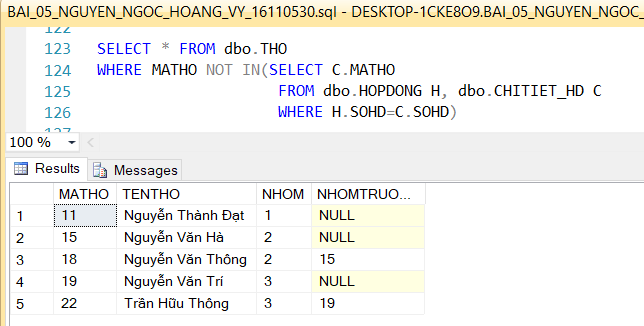 BAI_05_NGUYEN_NGOC_HOANG_VY_16110530.sql - DESKTOP-1CKE8O9.BAI_05_NGUYEN_NGOC_
122
123 SELECT * FROM dbo.THO
124 WHERE MATHO NOT IN(SELECT C.MATHO
125 FROM dbo.HOPDONG H, dbo.CHITIET_HD C
126 WHERE H.SOHD=C.SOHD)
127
100 %
Results Messages
MATHO TENTHO NHOM NHOMTRUO...
1 11 Nguyễn Thành Đạt 1 NULL
2 15 Nguyễn Văn Hà 2 NULL
3 18 Nguyễn Văn Thông 2 15
4 19 Nguyễn Văn Trí 3 NULL
5 22 Trần Hữu Thông 3 19